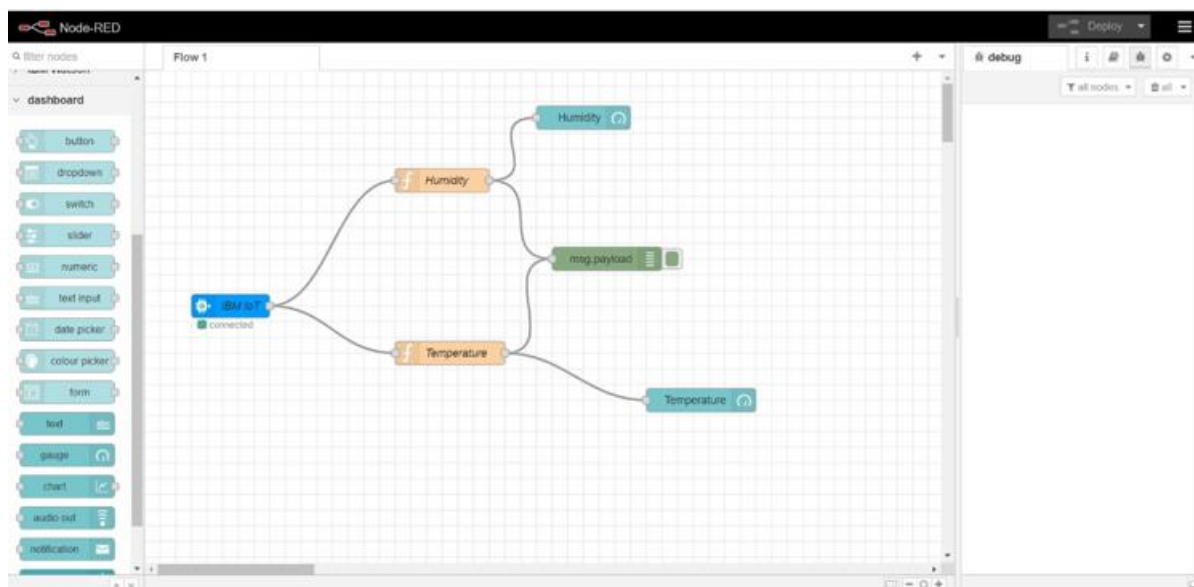 Node-RED
Deploy
filter nodes
Flow 1
debug
i
all nodes
all
IBM Watson
dashboard
button
dropdown
switch
slider
numeric
text input
date picker
colour picker
form
text
gauge
chart
audio out
notification
Humidity
f Humidity
msg.payload
IBM IoT
connected
f Temperature
Temperature